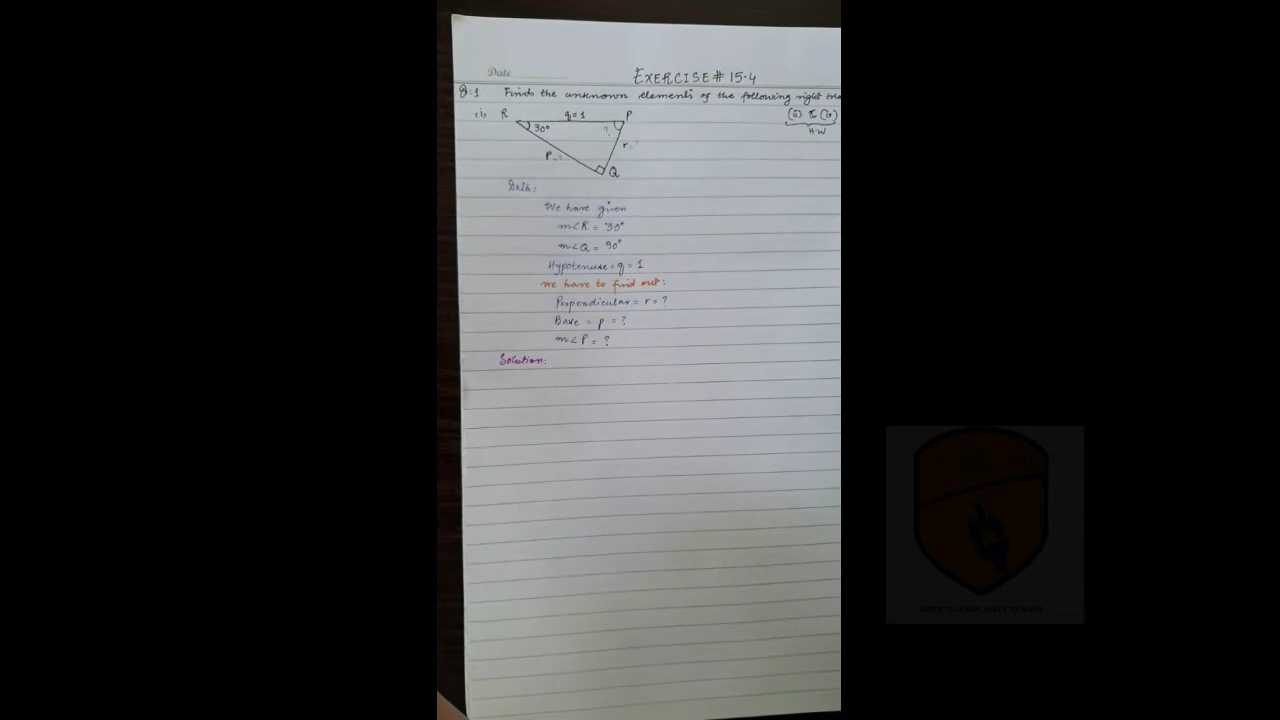 Date
EXERCISE # 15.4
Q:1 Finds the unknown elements of the following right tria
(i) R q=1 P (ii) & (iv)
30° ? H.W
r=?
P=?
Q
Data:
We have given
m∠R = 30°
m∠Q = 90°
Hypotenuse = q = 1
we have to find out:
Perpendicular = r = ?
Base = p = ?
m∠P = ?
Solution: